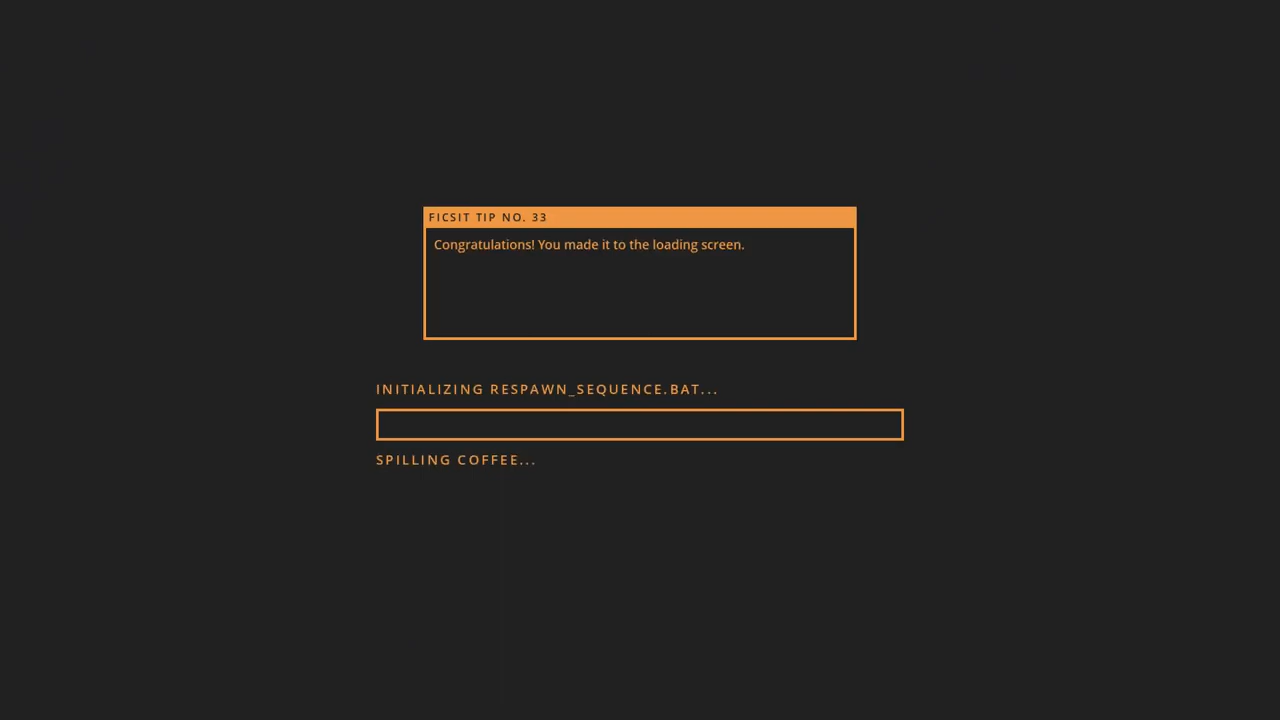 FICSIT TIP NO. 33
Congratulations! You made it to the loading screen.
INITIALIZING RESPAWN_SEQUENCE.BAT...
SPILLING COFFEE...